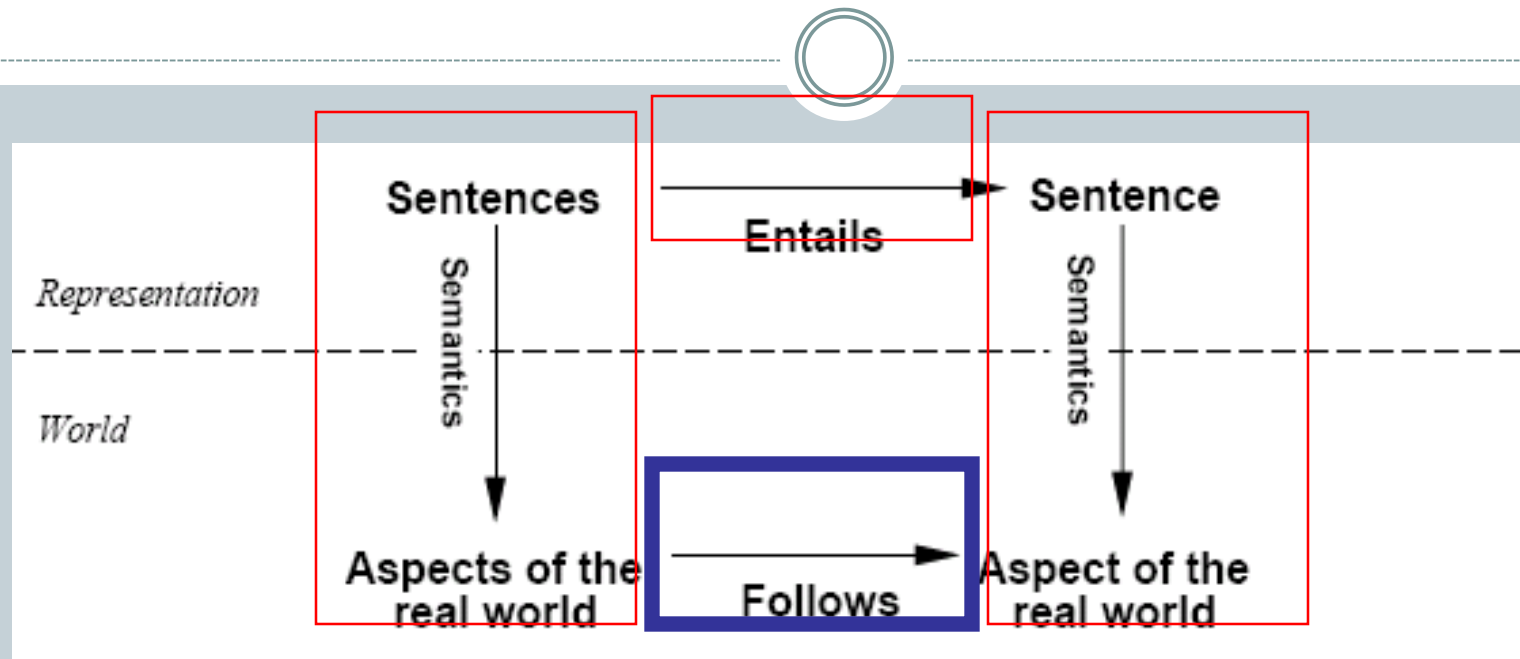 Sentences
Sentence
Entails
Semantics
Semantics
Representation
World
Aspects of the
real world
Follows
Aspect of the
real world